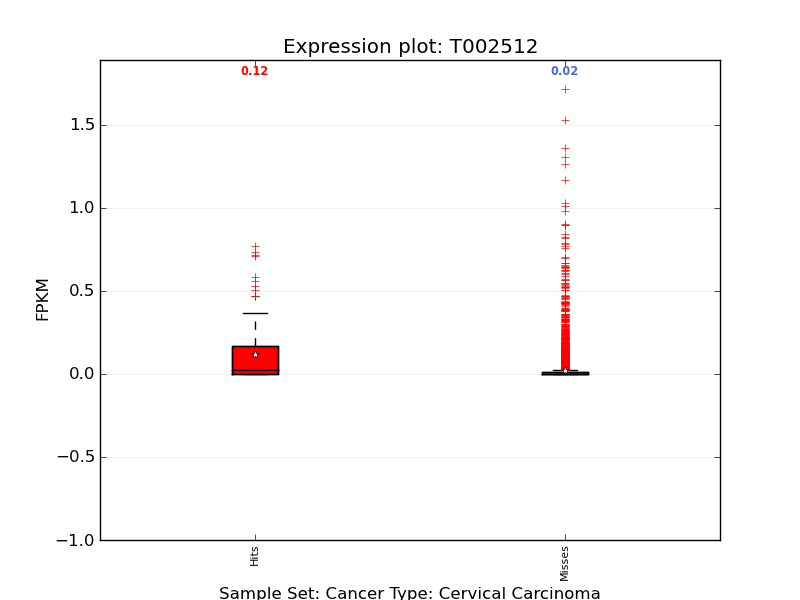 Expression plot: T002512
0.12
0.02
1.5
1.0
0.5
0.0
−0.5
−1.0
FPKM
Hits
Misses
Sample Set: Cancer Type: Cervical Carcinoma